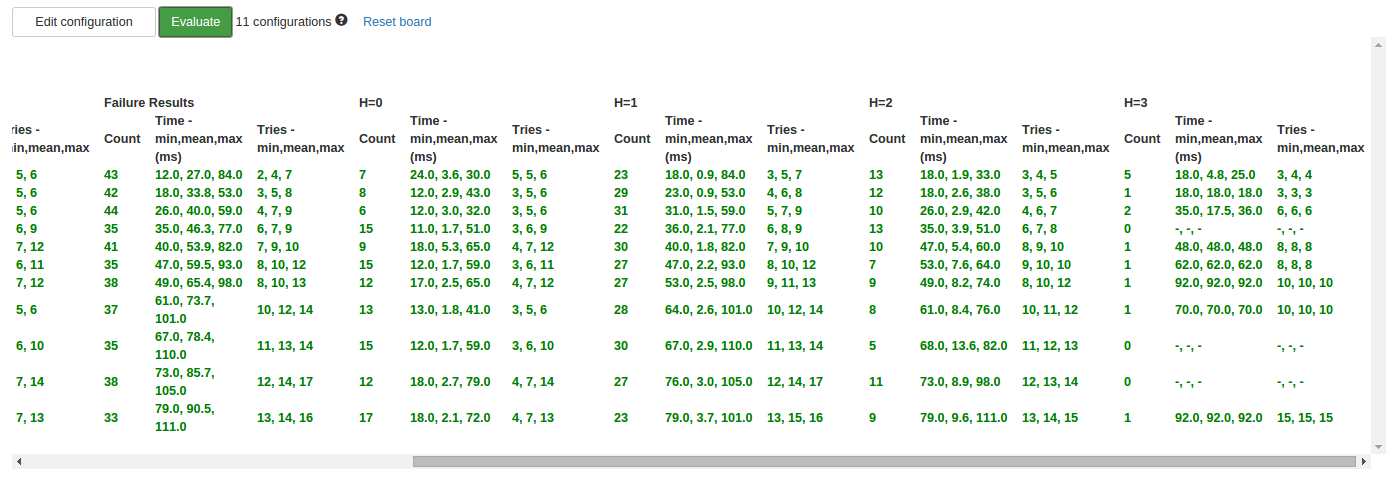 Edit configuration Evaluate 11 configurations ? Reset board
Failure Results H=0 H=1 H=2 H=3
ries - Time - Time - Time - Time - Time -
in,mean,max Count min,mean,max (ms) Tries - min,mean,max Count min,mean,max (ms) Tries - min,mean,max Count min,mean,max (ms) Tries - min,mean,max Count min,mean,max (ms) Tries - min,mean,max Count min,mean,max (ms) Tries - min,mean,max
5, 6 43 12.0, 27.0, 84.0 2, 4, 7 7 24.0, 3.6, 30.0 5, 5, 6 23 18.0, 0.9, 84.0 3, 5, 7 13 18.0, 1.9, 33.0 3, 4, 5 5 18.0, 4.8, 25.0 3, 4, 4
5, 6 42 18.0, 33.8, 53.0 3, 5, 8 8 12.0, 2.9, 43.0 3, 5, 6 29 23.0, 0.9, 53.0 4, 6, 8 12 18.0, 2.6, 38.0 3, 5, 6 1 18.0, 18.0, 18.0 3, 3, 3
5, 6 44 26.0, 40.0, 59.0 4, 7, 9 6 12.0, 3.0, 32.0 3, 5, 6 31 31.0, 1.5, 59.0 5, 7, 9 10 26.0, 2.9, 42.0 4, 6, 7 2 35.0, 17.5, 36.0 6, 6, 6
6, 9 35 35.0, 46.3, 77.0 6, 7, 9 15 11.0, 1.7, 51.0 3, 6, 9 22 36.0, 2.1, 77.0 6, 8, 9 13 35.0, 3.9, 51.0 6, 7, 8 0 -, -, - -, -, -
7, 12 41 40.0, 53.9, 82.0 7, 9, 10 9 18.0, 5.3, 65.0 4, 7, 12 30 40.0, 1.8, 82.0 7, 9, 10 10 47.0, 5.4, 60.0 8, 9, 10 1 48.0, 48.0, 48.0 8, 8, 8
6, 11 35 47.0, 59.5, 93.0 8, 10, 12 15 12.0, 1.7, 59.0 3, 6, 11 27 47.0, 2.2, 93.0 8, 10, 12 7 53.0, 7.6, 64.0 9, 10, 10 1 62.0, 62.0, 62.0 8, 8, 8
7, 12 38 49.0, 65.4, 98.0 8, 10, 13 12 17.0, 2.5, 65.0 4, 7, 12 27 53.0, 2.5, 98.0 9, 11, 13 9 49.0, 8.2, 74.0 8, 10, 12 1 92.0, 92.0, 92.0 10, 10, 10
5, 6 37 61.0, 73.7, 101.0 10, 12, 14 13 13.0, 1.8, 41.0 3, 5, 6 28 64.0, 2.6, 101.0 10, 12, 14 8 61.0, 8.4, 76.0 10, 11, 12 1 70.0, 70.0, 70.0 10, 10, 10
6, 10 35 67.0, 78.4, 110.0 11, 13, 14 15 12.0, 1.7, 59.0 3, 6, 10 30 67.0, 2.9, 110.0 11, 13, 14 5 68.0, 13.6, 82.0 11, 12, 13 0 -, -, - -, -, -
7, 14 38 73.0, 85.7, 105.0 12, 14, 17 12 18.0, 2.7, 79.0 4, 7, 14 27 76.0, 3.0, 105.0 12, 14, 17 11 73.0, 8.9, 98.0 12, 13, 14 0 -, -, - -, -, -
7, 13 33 79.0, 90.5, 111.0 13, 14, 16 17 18.0, 2.1, 72.0 4, 7, 13 23 79.0, 3.7, 101.0 13, 15, 16 9 79.0, 9.6, 111.0 13, 14, 15 1 92.0, 92.0, 92.0 15, 15, 15